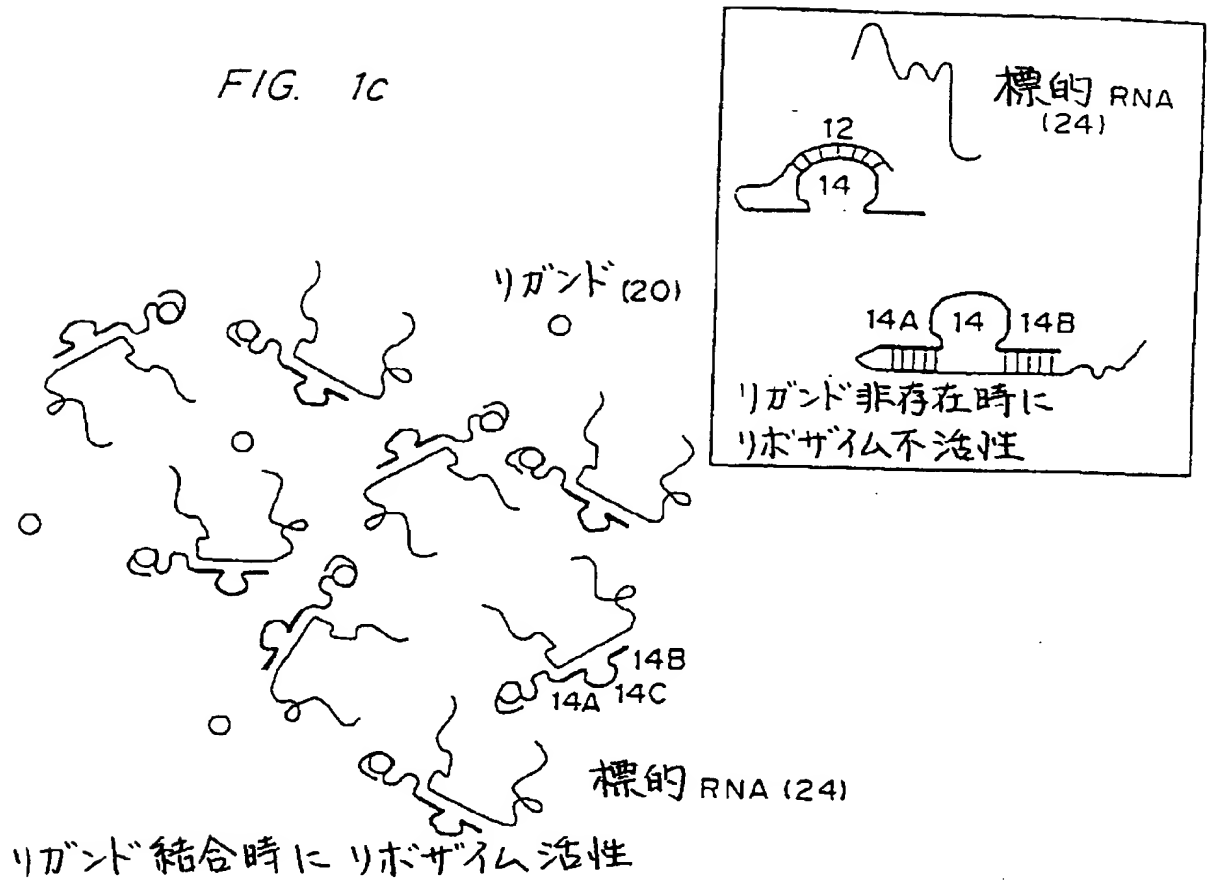 FIG. 1c
標的 RNA
(24)
12
14
リガンド (20)
14A 14 14B
リガンド非存在時に
リボザイム不活性
14B
14A 14C
標的 RNA (24)
リガンド結合時にリボザイム活性